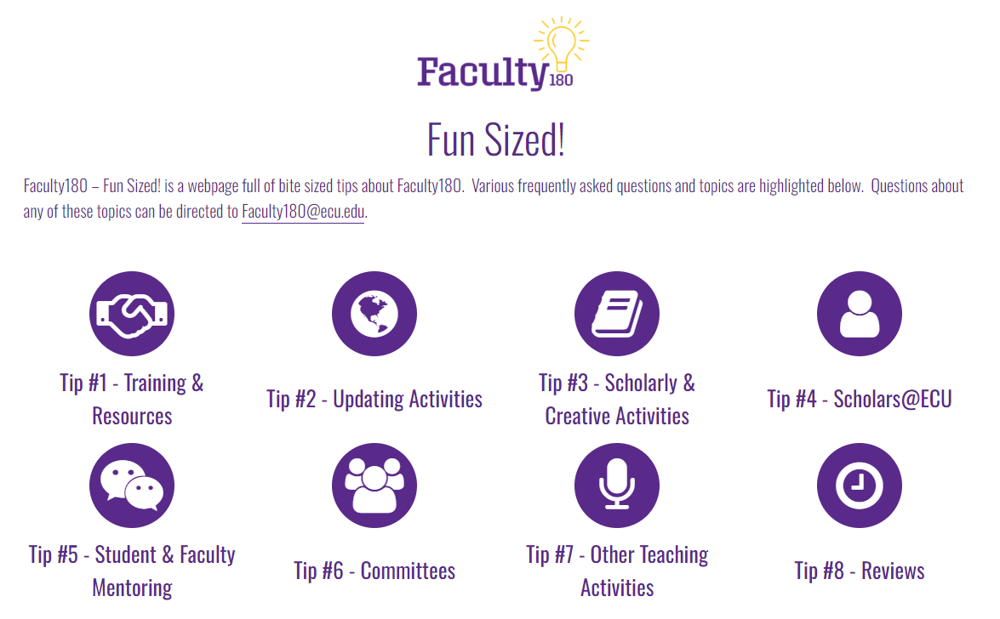 Faculty
180
Fun Sized!
Faculty180 – Fun Sized! is a webpage full of bite sized tips about Faculty180.  Various frequently asked questions and topics are highlighted below.  Questions about
any of these topics can be directed to Faculty180@ecu.edu.
Tip #1 - Training &
Resources
Tip #2 - Updating Activities
Tip #3 - Scholarly &
Creative Activities
Tip #4 - Scholars@ECU
Tip #5 - Student & Faculty
Mentoring
Tip #6 - Committees
Tip #7 - Other Teaching
Activities
Tip #8 - Reviews